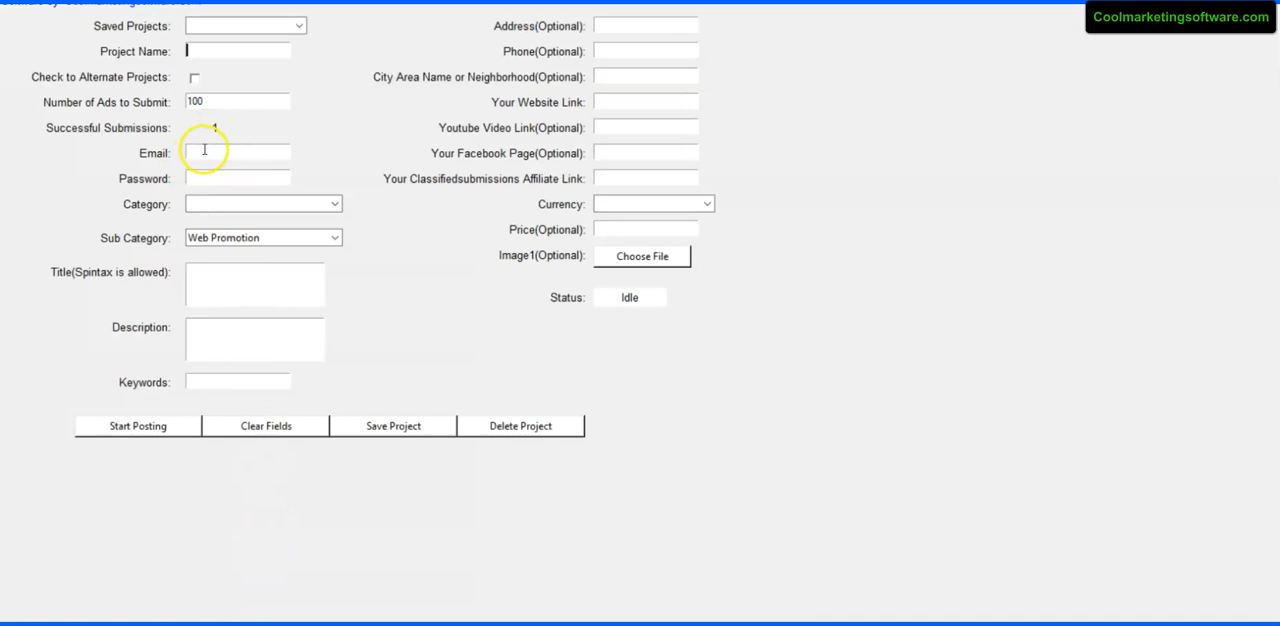 Coolmarketingsoftware.com
Saved Projects:
Project Name:
Check to Alternate Projects:
Number of Ads to Submit: 100
Successful Submissions: 1
Email:
Password:
Category:
Sub Category: Web Promotion
Title(Spintax is allowed):
Description:
Keywords:
Address(Optional):
Phone(Optional):
City Area Name or Neighborhood(Optional):
Your Website Link:
Youtube Video Link(Optional):
Your Facebook Page(Optional):
Your Classifiedsubmissions Affiliate Link:
Currency:
Price(Optional):
Image1(Optional): Choose File
Status: Idle
Start Posting Clear Fields Save Project Delete Project